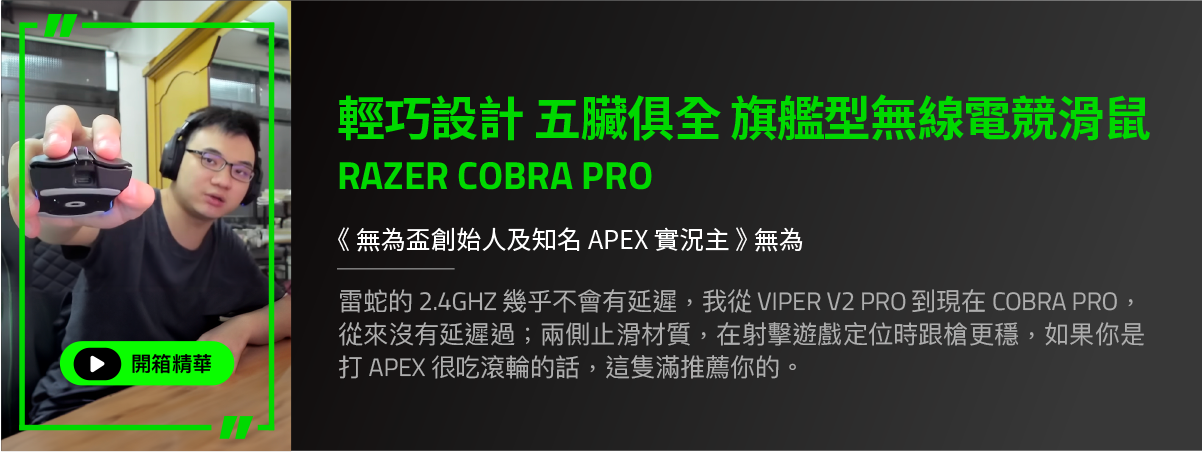 輕巧設計 五臟俱全 旗艦型無線電競滑鼠
RAZER COBRA PRO
《 無為盃創始人及知名 APEX 實況主 》無為
雷蛇的 2.4GHZ 幾乎不會有延遲，我從 VIPER V2 PRO 到現在 COBRA PRO，
從來沒有延遲過；兩側止滑材質，在射擊遊戲定位時跟槍更穩，如果你是
打 APEX 很吃滾輪的話，這隻滿推薦你的。
開箱精華